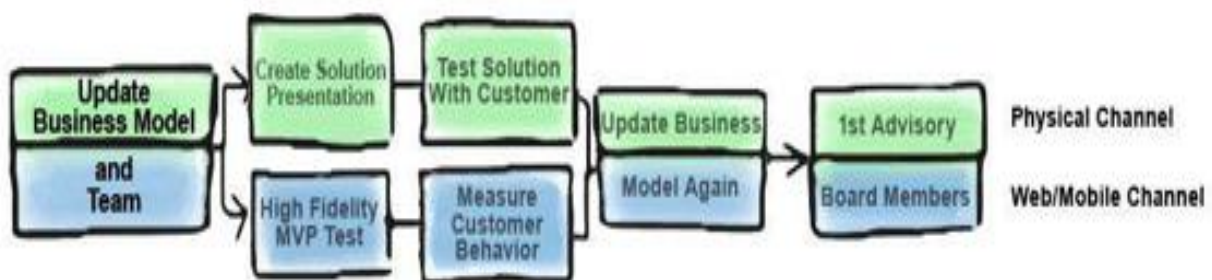 Update
Business Model
and
Team
Create Solution
Presentation
Test Solution
With Customer
High Fidelity
MVP Test
Measure
Customer
Behavior
Update Business
Model Again
1st Advisory
Board Members
Physical Channel
Web/Mobile Channel